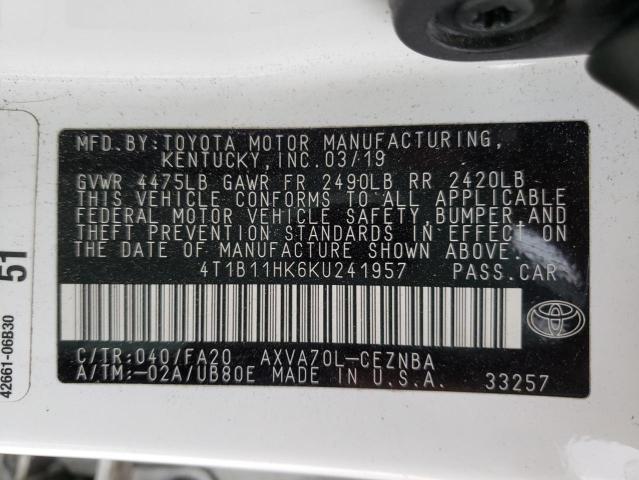 MFD.BY:TOYOTA MOTOR MANUFACTURING,
KENTUCKY, INC.03/19
GVWR 4475LB GAWR FR 2490LB RR 2420LB
THIS VEHICLE CONFORMS TO ALL APPLICABLE
FEDERAL MOTOR VEHICLE SAFETY, BUMPER, AND
THEFT PREVENTION STANDARDS IN EFFECT ON
THE DATE OF MANUFACTURE SHOWN ABOVE.
4T1B11HK6KU241957 PASS.CAR
C/TR:040/FA20 AXVA70L-CEZNBA
A/TM:-02A/UB80E MADE IN U.S.A. 33257
42661-06B30 51